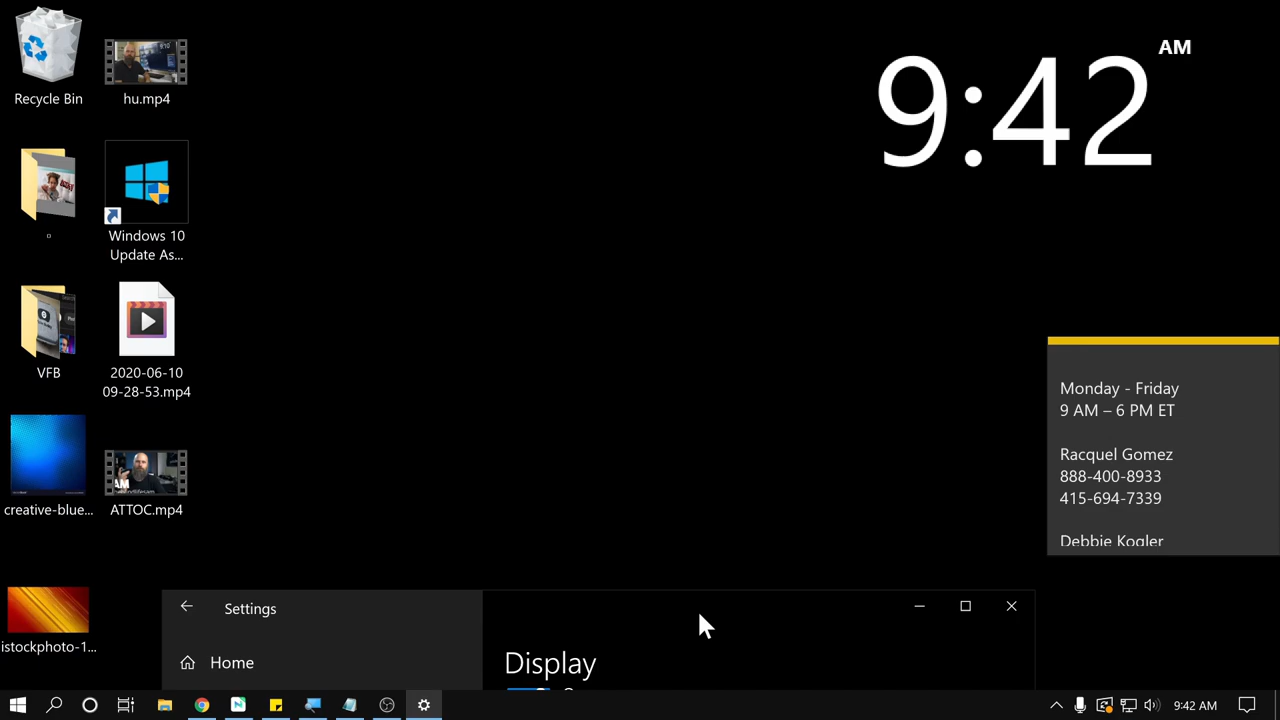 Recycle Bin
hu.mp4
9:42 AM
Windows 10
Update As...
VFB
2020-06-10
09-28-53.mp4
creative-blue...
ATTOC.mp4
istockphoto-1...
Monday - Friday
9 AM – 6 PM ET
Racquel Gomez
888-400-8933
415-694-7339
Debbie Kogler
Settings
Home
Display
9:42 AM